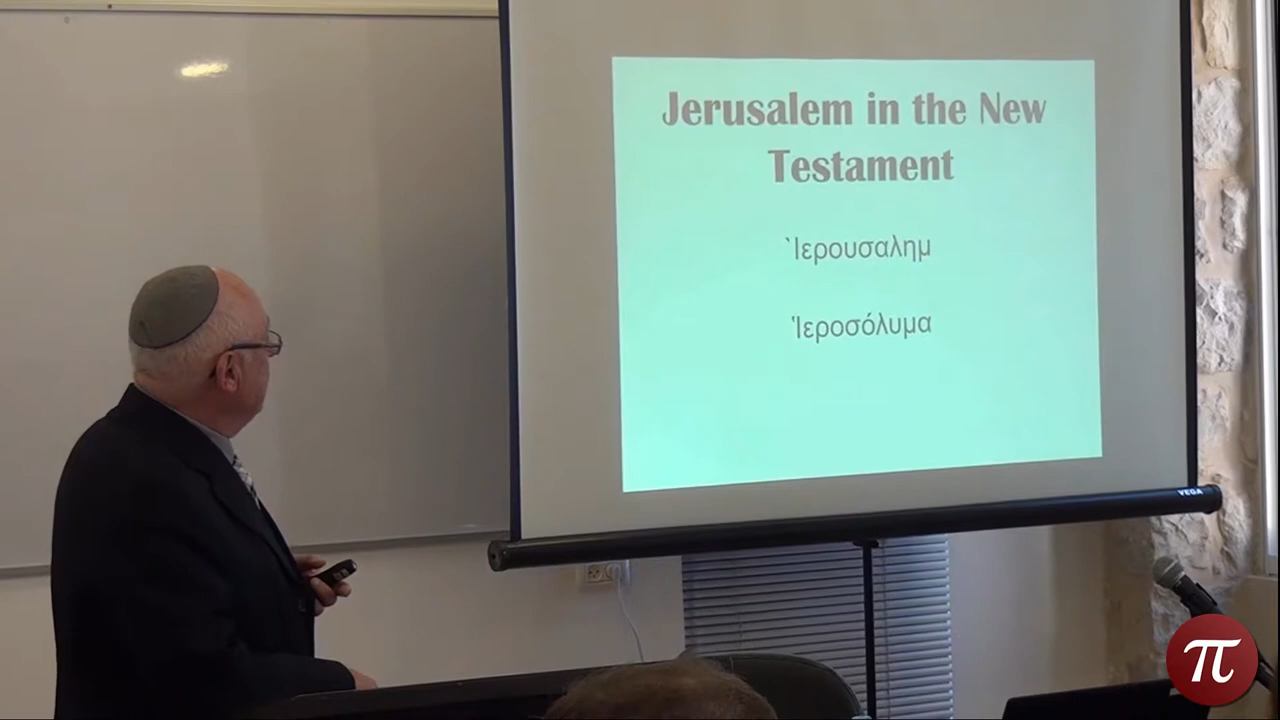 Jerusalem in the New
Testament
`Ιερουσαλημ
Ἱεροσόλυμα
VEGA
π